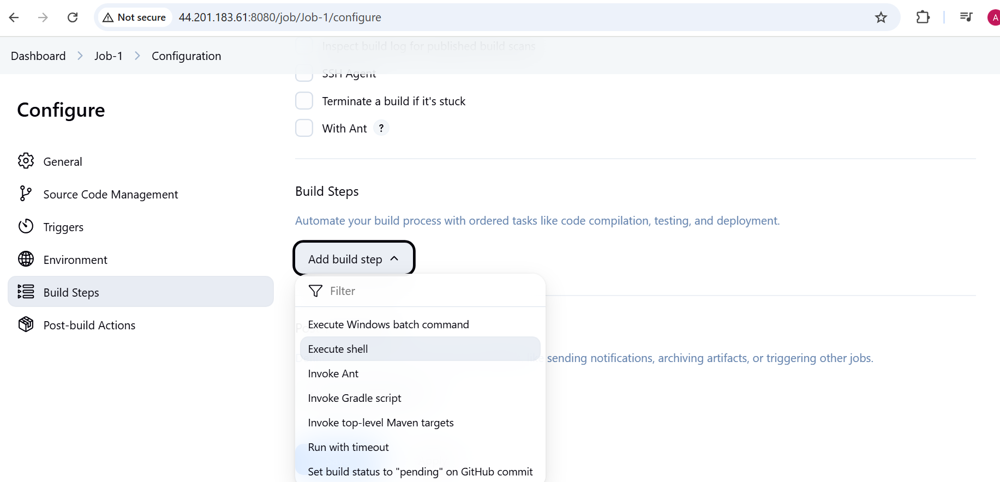 Not secure 44.201.183.61:8080/job/Job-1/configure
A
Dashboard Job-1 Configuration
Inspect build log for published build scans
SSH Agent
Terminate a build if it's stuck
With Ant ?
Configure
General
Source Code Management
Triggers
Environment
Build Steps
Post-build Actions
Build Steps
Automate your build process with ordered tasks like code compilation, testing, and deployment.
Add build step
Filter
Execute Windows batch command
Execute shell
sending notifications, archiving artifacts, or triggering other jobs.
Invoke Ant
Invoke Gradle script
Invoke top-level Maven targets
Run with timeout
Set build status to "pending" on GitHub commit